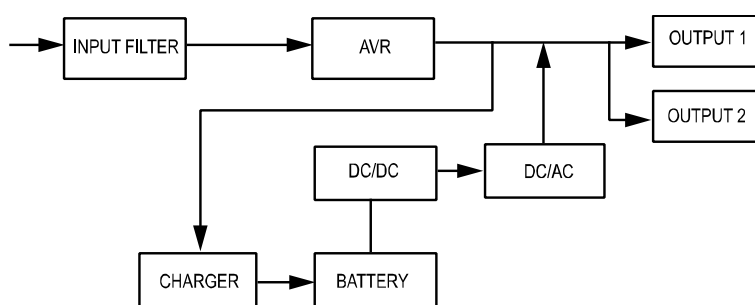 INPUT FILTER
AVR
OUTPUT 1
OUTPUT 2
DC/DC
DC/AC
CHARGER
BATTERY